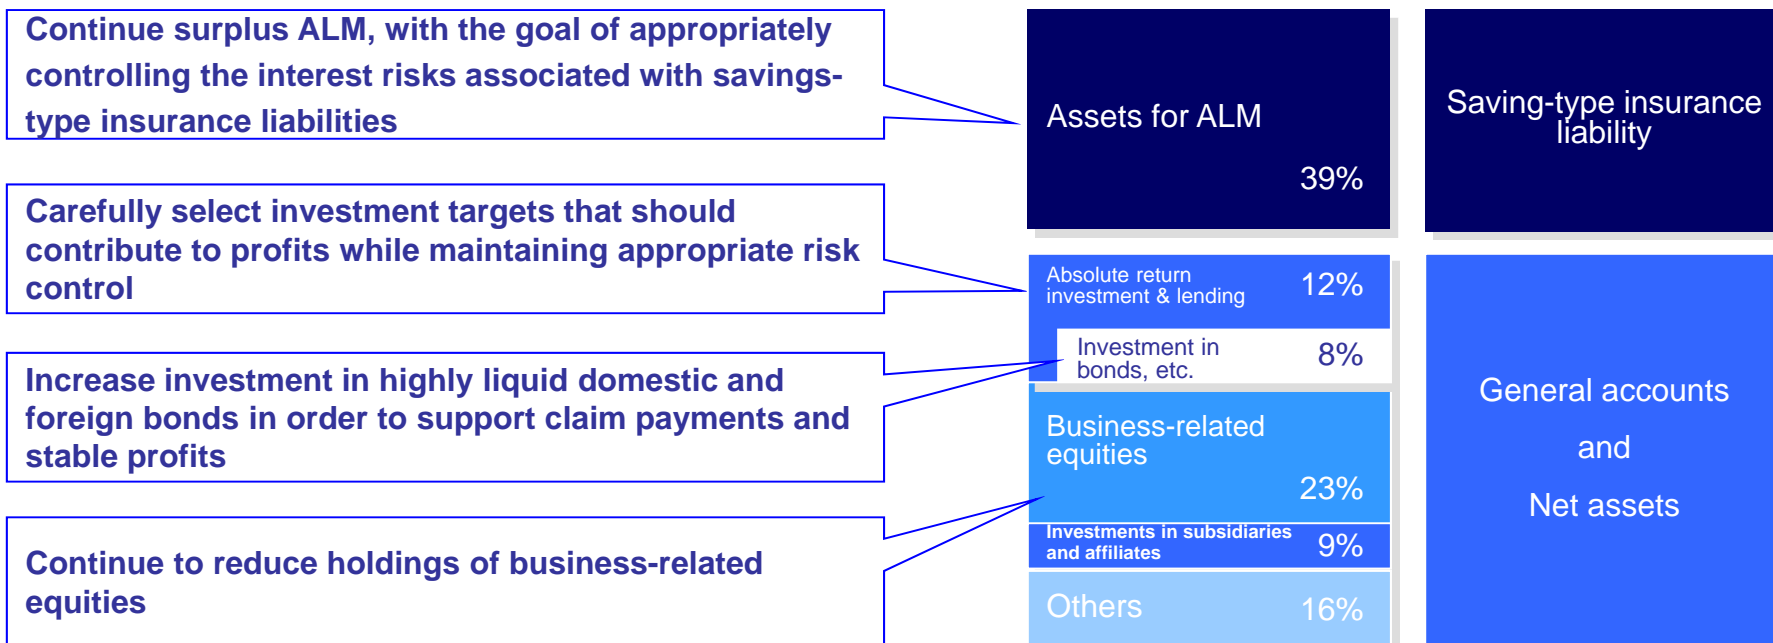 Continue surplus ALM, with the goal of appropriately
controlling the interest risks associated with savings-
type insurance liabilities
Carefully select investment targets that should
contribute to profits while maintaining appropriate risk
control
Increase investment in highly liquid domestic and
foreign bonds in order to support claim payments and
stable profits
Continue to reduce holdings of business-related
equities
Assets for ALM
39%
Absolute return
investment & lending
12%
Investment in
bonds, etc.
8%
Business-related
equities
23%
Investments in subsidiaries
and affiliates
9%
Others
16%
Saving-type insurance
liability
General accounts
and
Net assets